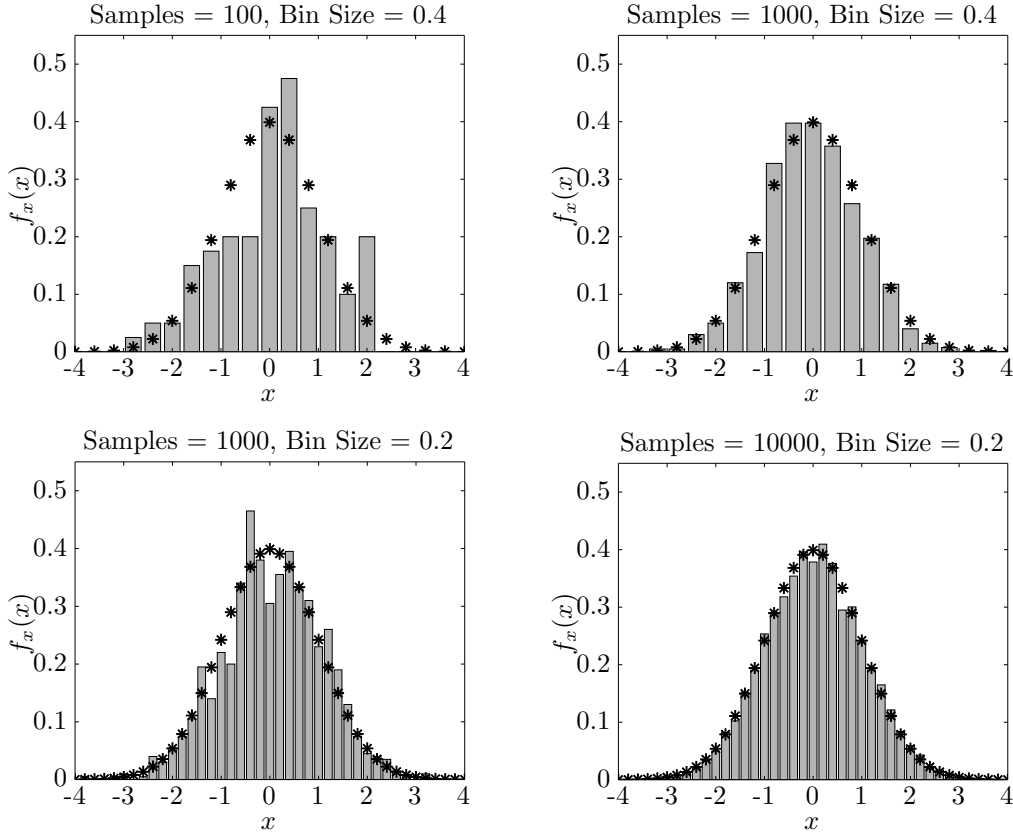 Samples = 100, Bin Size = 0.4
0.5
0.4
0.3
0.2
0.1
0
f_x(x)
-4 -3 -2 -1 0 1 2 3 4
x
Samples = 1000, Bin Size = 0.4
0.5
0.4
0.3
0.2
0.1
0
f_x(x)
-4 -3 -2 -1 0 1 2 3 4
x
Samples = 1000, Bin Size = 0.2
0.5
0.4
0.3
0.2
0.1
0
f_x(x)
-4 -3 -2 -1 0 1 2 3 4
x
Samples = 10000, Bin Size = 0.2
0.5
0.4
0.3
0.2
0.1
0
f_x(x)
-4 -3 -2 -1 0 1 2 3 4
x